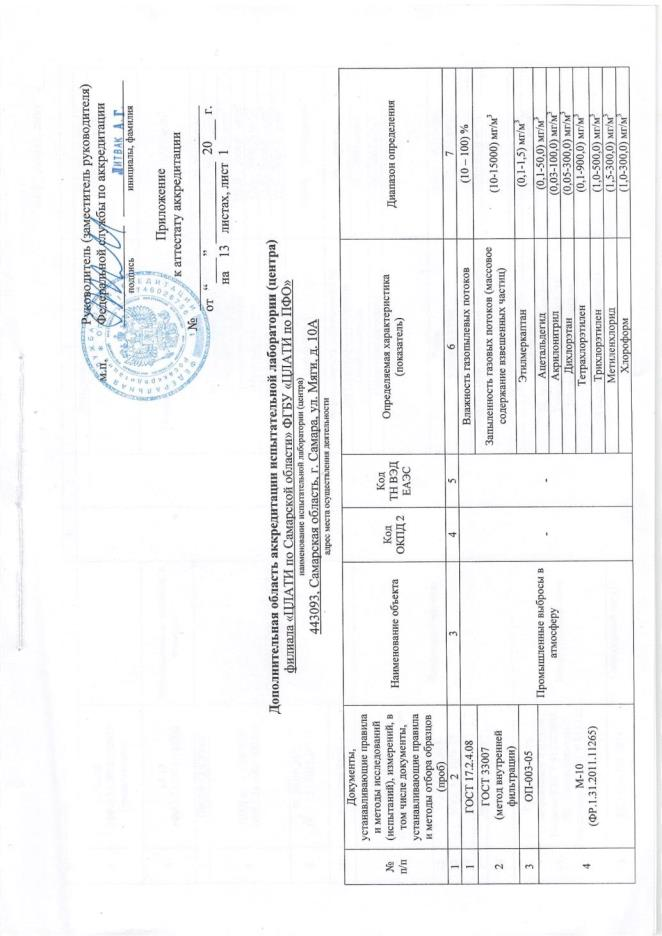 Руководитель (заместитель руководителя)
Федеральной службы по аккредитации
ЛИТВАК А.Г.
м.п.
подпись
инициалы, фамилия
Приложение
к аттестату аккредитации
№
от “ ” 20 г.
на 13 листах, лист 1
Дополнительная область аккредитации испытательной лаборатории (центра)
филиала «ЦЛАТИ по Самарской области» ФГБУ «ЦЛАТИ по ПФО»
наименование испытательной лаборатории (центра)
443093, Самарская область, г. Самара, ул. Мяги, д. 10А
адрес места осуществления деятельности
№
п/п
Документы,
устанавливающие правила
и методы исследований
(испытаний), измерений, в
том числе документы,
устанавливающие правила
и методы отбора образцов
(проб)
Наименование объекта
Код
ОКПД 2
Код
ТН ВЭД
ЕАЭС
Определяемая характеристика
(показатель)
Диапазон определения
1 2 3 4 5 6 7
1 ГОСТ 17.2.4.08
Промышленные выбросы в
атмосферу
- -
Влажность газопылевых потоков (10 – 100) %
2 ГОСТ 33007
(метод внутренней
фильтрации)
Запыленность газовых потоков (массовое
содержание взвешенных частиц)
(10-15000) мг/м³
3 ОП-003-05 Этилмеркаптан (0,1-1,5) мг/м³
4 М-10
(ФР.1.31.2011.11265)
Ацетальдегид (0,1-50,0) мг/м³
Акрилонитрил (0,03-100,0) мг/м³
Дихлорэтан (0,05-300,0) мг/м³
Тетрахлорэтилен (0,1-900,0) мг/м³
Трихлорэтилен (1,0-500,0) мг/м³
Метиленхлорид (1,5-300,0) мг/м³
Хлороформ (1,0-300,0) мг/м³